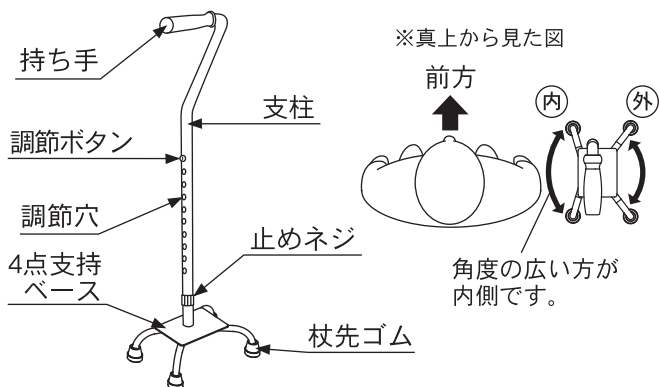 持ち手
支柱
調節ボタン
調節穴
止めネジ
4点支持
ベース
杖先ゴム
※真上から見た図
前方
内
外
角度の広い方が
内側です。